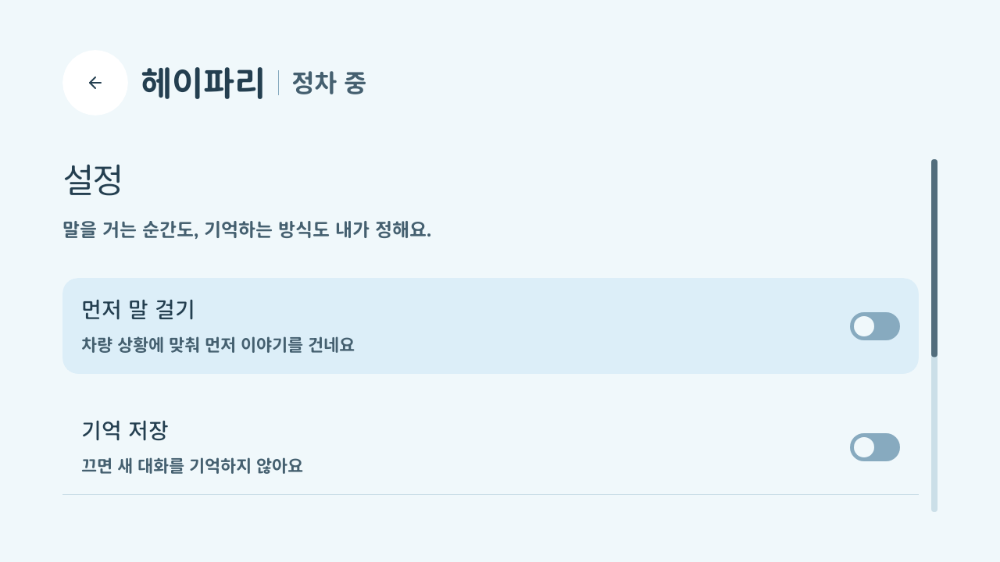 헤이파리 | 정차 중
설정
말을 거는 순간도, 기억하는 방식도 내가 정해요.
먼저 말 걸기
차량 상황에 맞춰 먼저 이야기를 건네요
기억 저장
끄면 새 대화를 기억하지 않아요